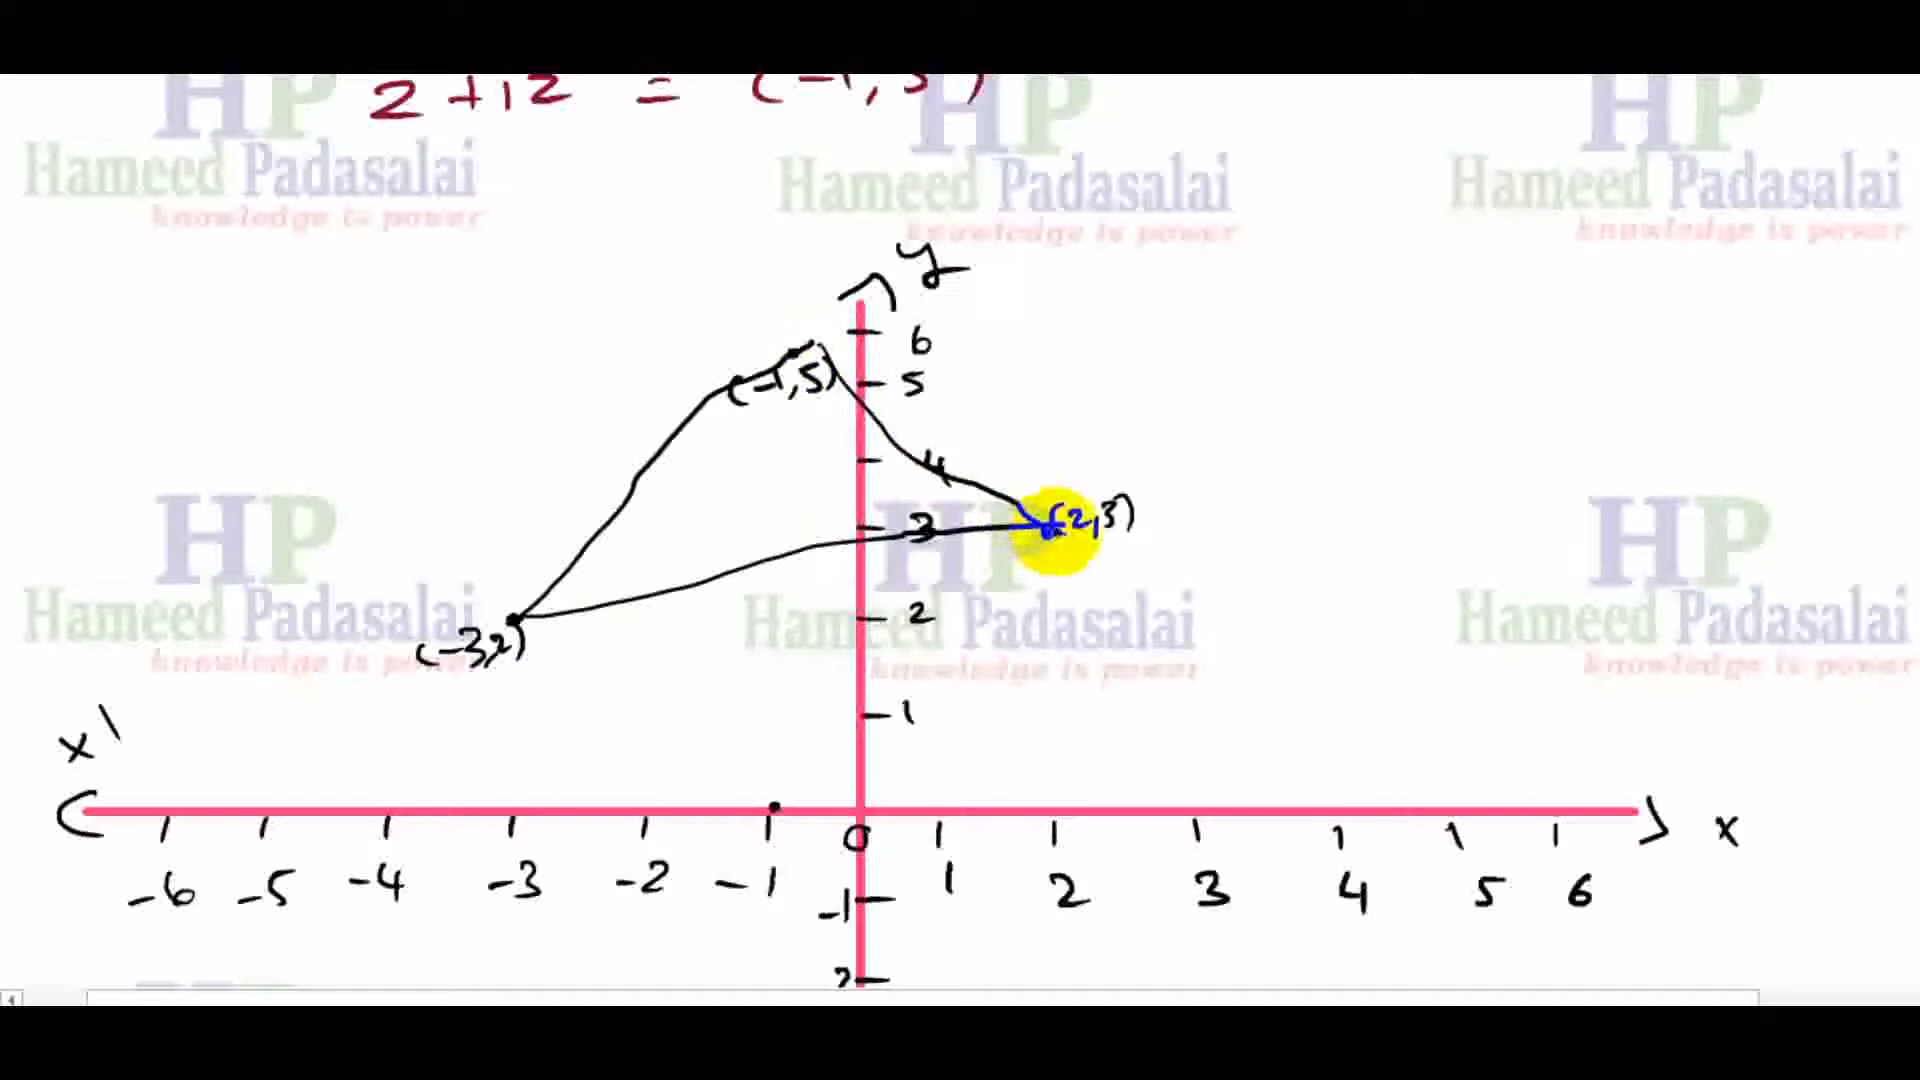 2 + 12 = (-1, 5)
HP HP HP
Hameed Padasalai Hameed Padasalai Hameed Padasalai
knowledge is power knowledge is power knowledge is power
y
6
(-1,5) 5
4
(2,3)
3
HP HP HP
Hameed Padasalai Hameed Padasalai Hameed Padasalai
2
(-3,2)
knowledge is power knowledge is power knowledge is power
1
x'
0 x
-6 -5 -4 -3 -2 -1 1 2 3 4 5 6
-1